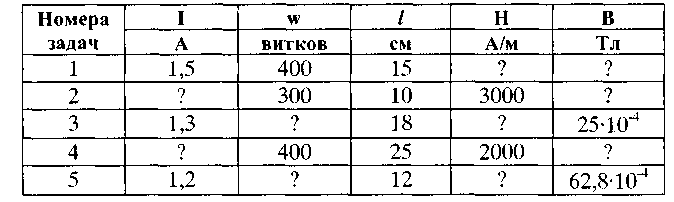 Номера задач I w l H B
А витков см А/м Тл
1 1,5 400 15 ? ?
2 ? 300 10 3000 ?
3 1,3 ? 18 ? 25·10⁻⁴
4 ? 400 25 2000 ?
5 1,2 ? 12 ? 62,8·10⁻⁴